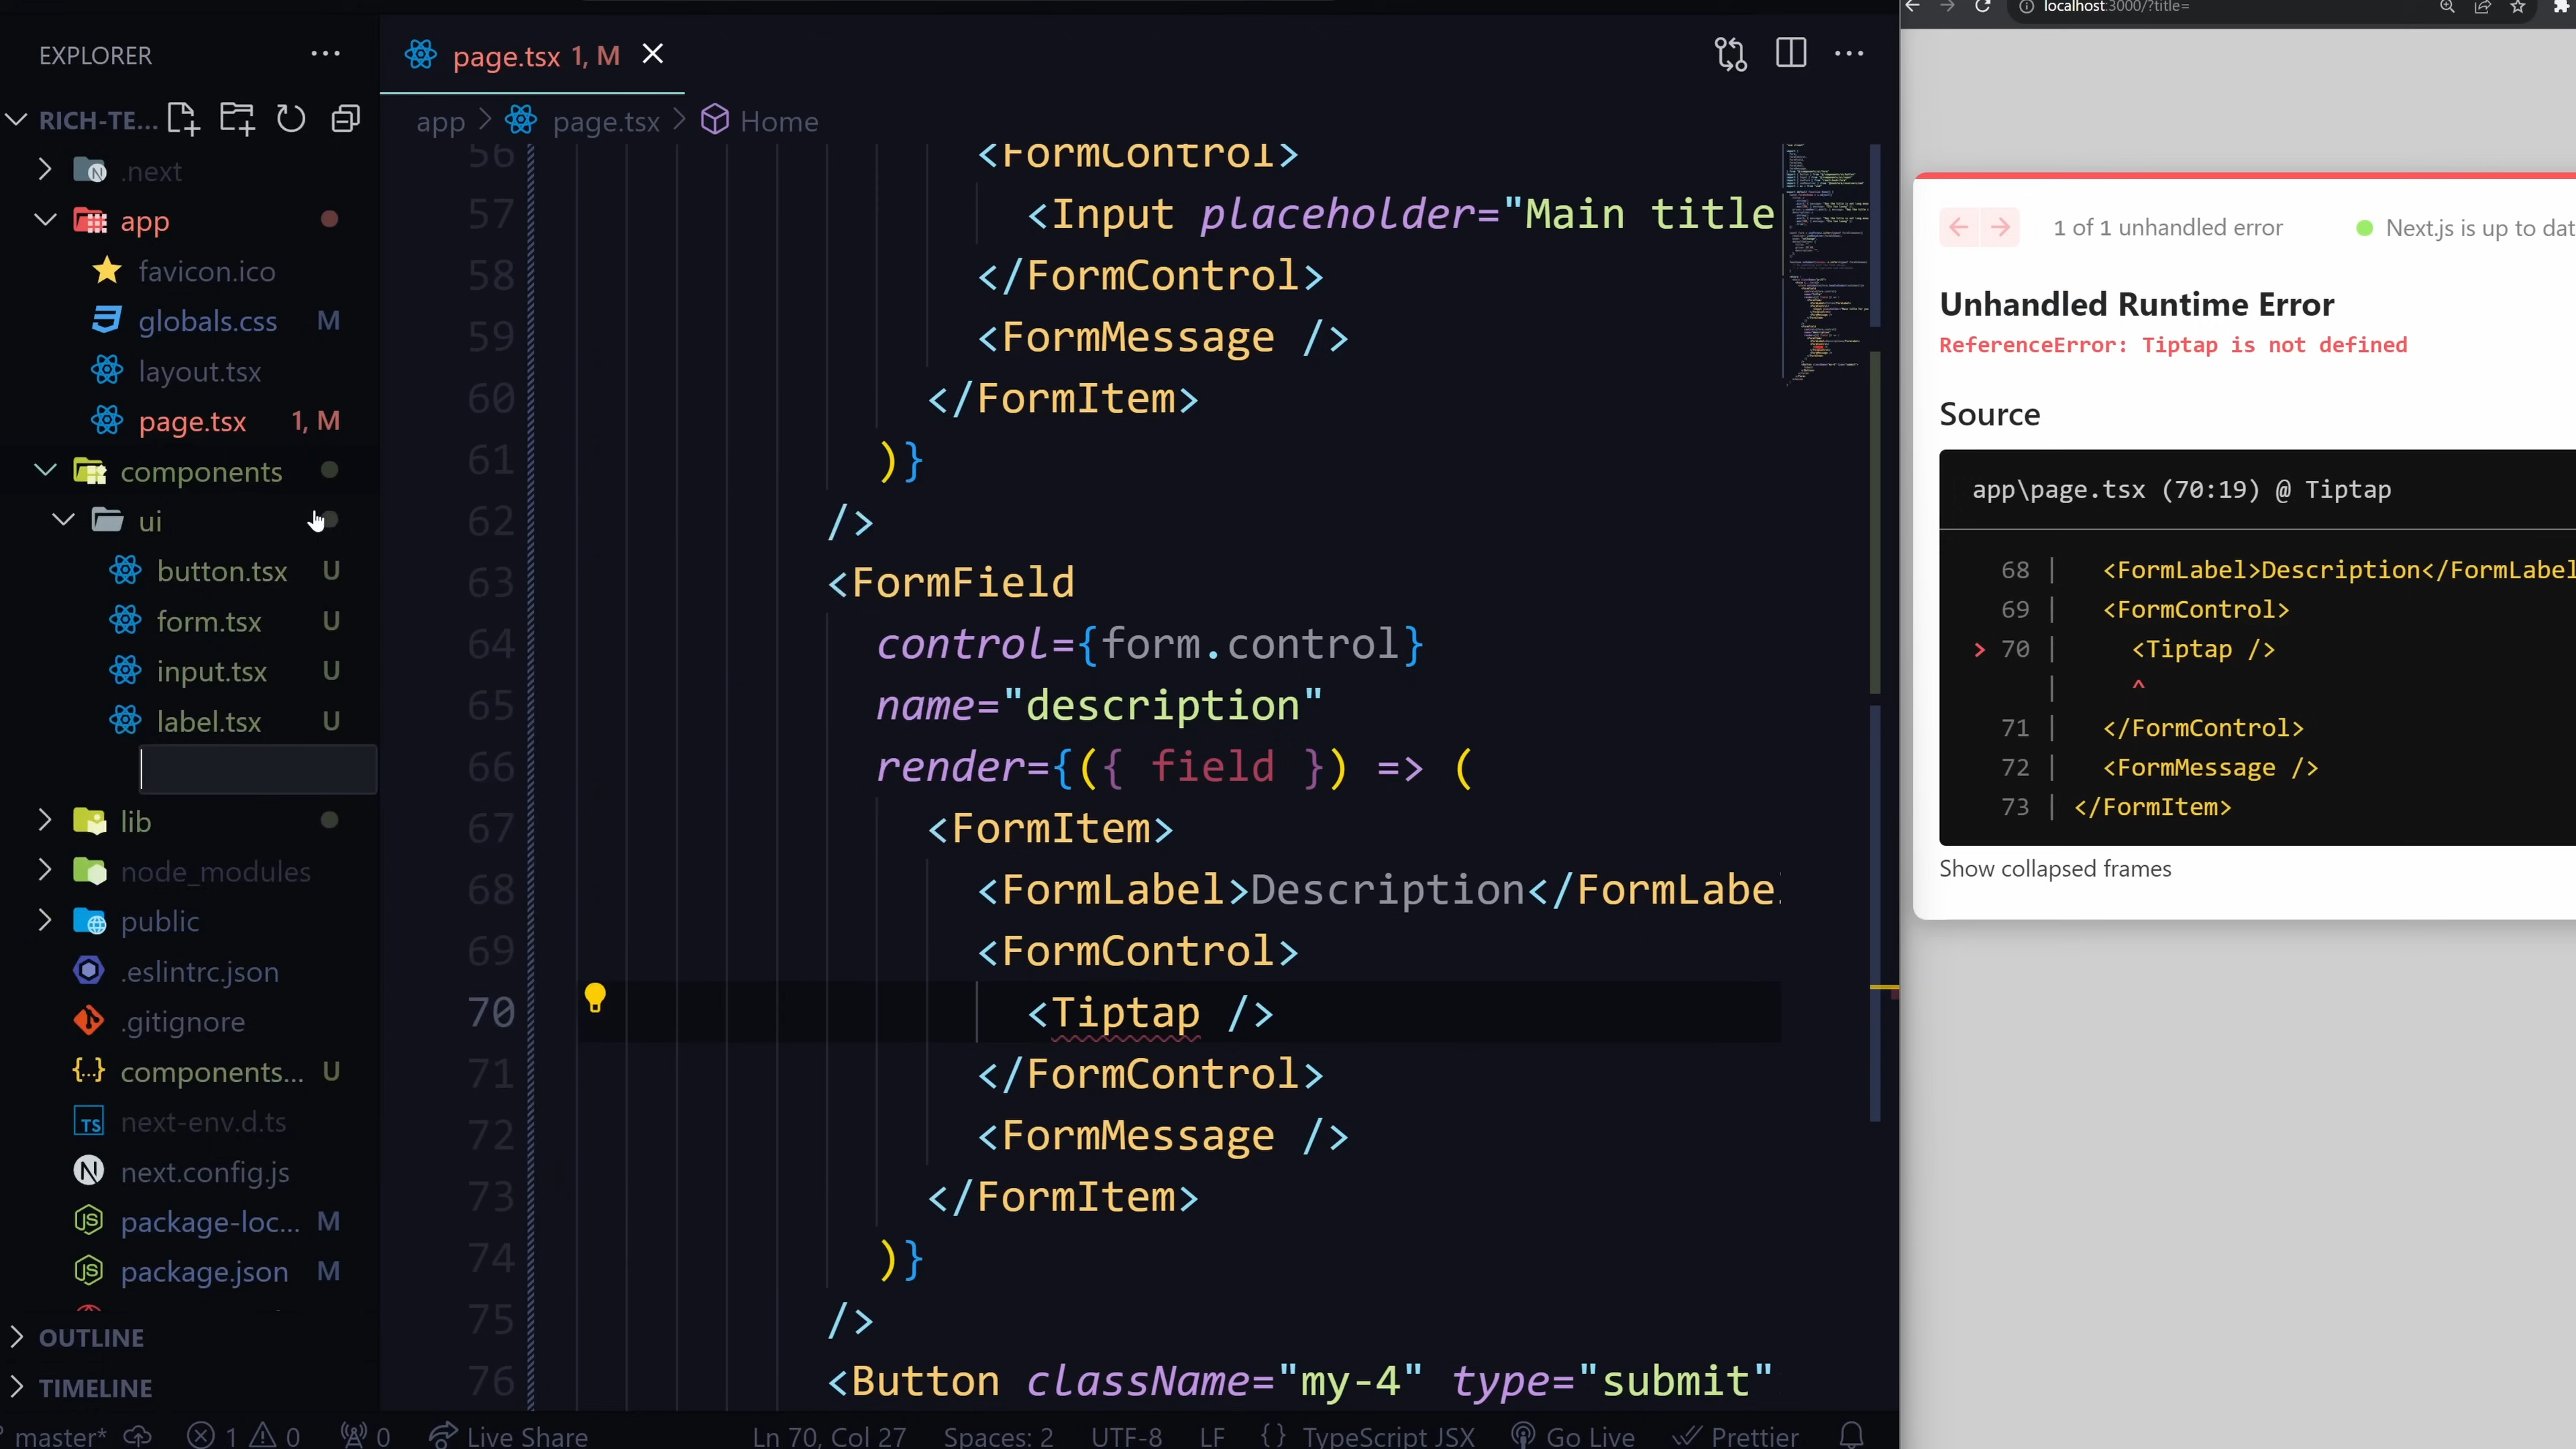 EXPLORER
RICH-TE...
.next
app
favicon.ico
globals.css M
layout.tsx
page.tsx 1, M
components
ui
button.tsx U
form.tsx U
input.tsx U
label.tsx U
lib
node_modules
public
.eslintrc.json
.gitignore
components... U
next-env.d.ts
next.config.js
package-loc... M
package.json M
OUTLINE
TIMELINE
page.tsx 1, M
app > page.tsx > Home
56 <FormControl>
57 <Input placeholder="Main title
58 </FormControl>
59 <FormMessage />
60 </FormItem>
61 )}
62 />
63 <FormField
64 control={form.control}
65 name="description"
66 render={({ field }) => (
67 <FormItem>
68 <FormLabel>Description</FormLabel
69 <FormControl>
70 <Tiptap />
71 </FormControl>
72 <FormMessage />
73 </FormItem>
74 )}
75 />
76 <Button className="my-4" type="submit"
master* 1 0 0 Live Share Ln 70, Col 27 Spaces: 2 UTF-8 LF {} TypeScript JSX Go Live Prettier
localhost:3000/?title=
1 of 1 unhandled error
Next.js is up to dat
Unhandled Runtime Error
ReferenceError: Tiptap is not defined
Source
app\page.tsx (70:19) @ Tiptap
68 | <FormLabel>Description</FormLabel
69 | <FormControl>
> 70 | <Tiptap />
| ^
71 | </FormControl>
72 | <FormMessage />
73 | </FormItem>
Show collapsed frames